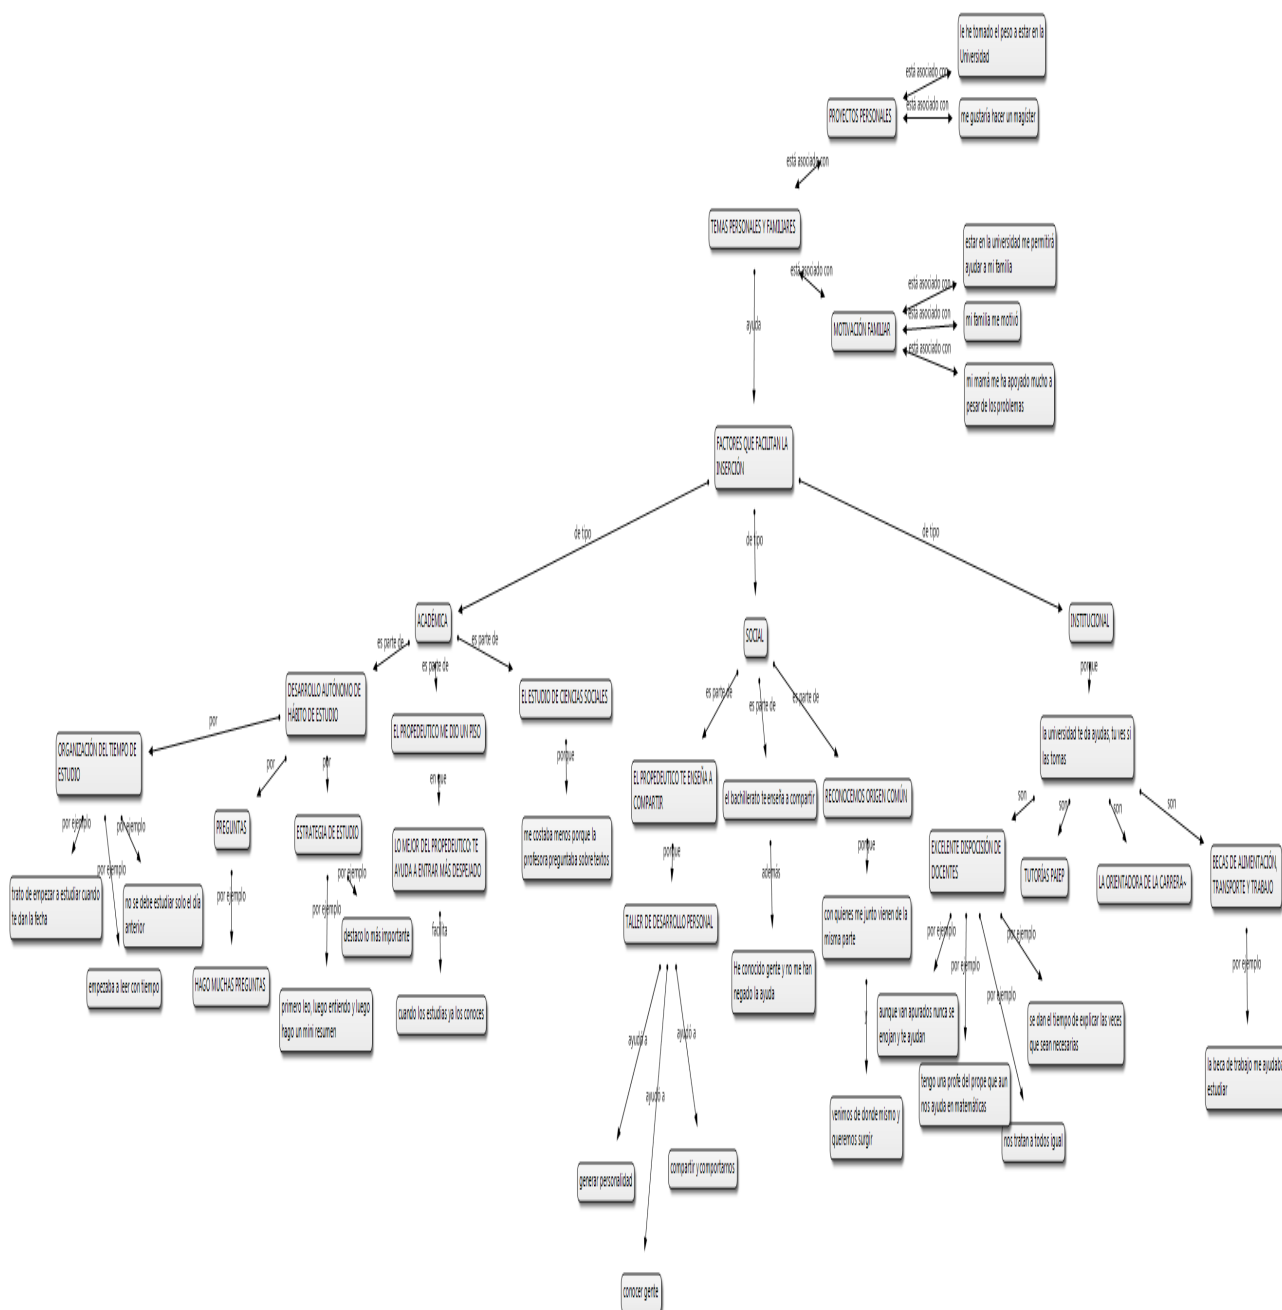 le he tomado el peso a estar en la
Universidad
está asociado con
PROYECTOS PERSONALES
está asociado con
me gustaría hacer un magíster
está asociado con
TEMAS PERSONALES Y FAMILIARES
está asociado con
estar en la universidad me permitirá
ayudar a mi familia
está asociado con
mi familia me motivó
está asociado con
MOTIVACIÓN FAMILIAR
está asociado con
mi mamá me ha apoyado mucho a
pesar de los problemas
ayuda
FACTORES QUE FACILITAN LA
INSERCIÓN
de tipo
de tipo
de tipo
ACADÉMICA
SOCIAL
INSTITUCIONAL
es parte de
es parte de
es parte de
DESARROLLO AUTÓNOMO DE
HÁBITO DE ESTUDIO
EL PROPEDEUTICO ME DIO UN PISO
EL ESTUDIO DE CIENCIAS SOCIALES
por
por
por
ORGANIZACIÓN DEL TIEMPO DE
ESTUDIO
PREGUNTAS
ESTRATEGIA DE ESTUDIO
en que
LO MEJOR DEL PROPEDEUTICO: TE
AYUDA A ENTRAR MÁS DESPEJADO
porque
me costaba menos porque la
profesora preguntaba sobre textos
por ejemplo
por ejemplo
por ejemplo
trato de empezar a estudiar cuando
te dan la fecha
no se debe estudiar solo el día
anterior
empezaba a leer con tiempo
por ejemplo
HAGO MUCHAS PREGUNTAS
por ejemplo
por ejemplo
destaco lo más importante
primero leo, luego entiendo y luego
hago un mini resumen
facilita
cuando los estudias ya los conoces
es parte de
es parte de
es parte de
EL PROPEDEUTICO TE ENSEÑA A
COMPARTIR
el bachillerato te enseña a compartir
RECONOCEMOS ORIGEN COMÚN
porque
TALLER DE DESARROLLO PERSONAL
además
He conocido gente y no me han
negado la ayuda
porque
con quienes me junto vienen de la
misma parte
y
venimos de donde mismo y
queremos surgir
ayudó a
ayudó a
ayudó a
generar personalidad
conocer gente
compartir y comportarnos
porque
la universidad te da ayudas, tu ves si
las tomas
son
son
son
son
EXCELENTE DISPOCISIÓN DE
DOCENTES
TUTORÍAS PAIEP
LA ORIENTADORA DE LA CARRERA~
BECAS DE ALIMENTACIÓN,
TRANSPORTE Y TRABAJO
por ejemplo
por ejemplo
por ejemplo
por ejemplo
aunque van apurados nunca se
enojan y te ayudan
tengo una profe del prope que aun
nos ayuda en matemáticas
nos tratan a todos igual
se dan el tiempo de explicar las veces
que sean necesarias
por ejemplo
la beca de trabajo me ayudaba
estudiar